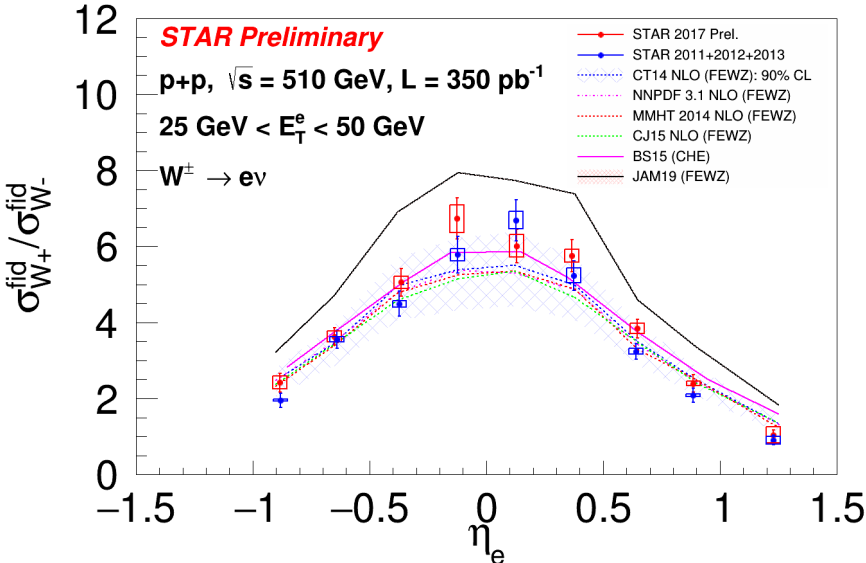 12
10
8
6
4
2
0
σ^fid_W+/σ^fid_W-
STAR Preliminary
p+p, √s = 510 GeV, L = 350 pb⁻¹
25 GeV < E^e_T < 50 GeV
W^± → eν
STAR 2017 Prel.
STAR 2011+2012+2013
CT14 NLO (FEWZ): 90% CL
NNPDF 3.1 NLO (FEWZ)
MMHT 2014 NLO (FEWZ)
CJ15 NLO (FEWZ)
BS15 (CHE)
JAM19 (FEWZ)
−1.5 −1 −0.5 0 0.5 1 1.5
η_e